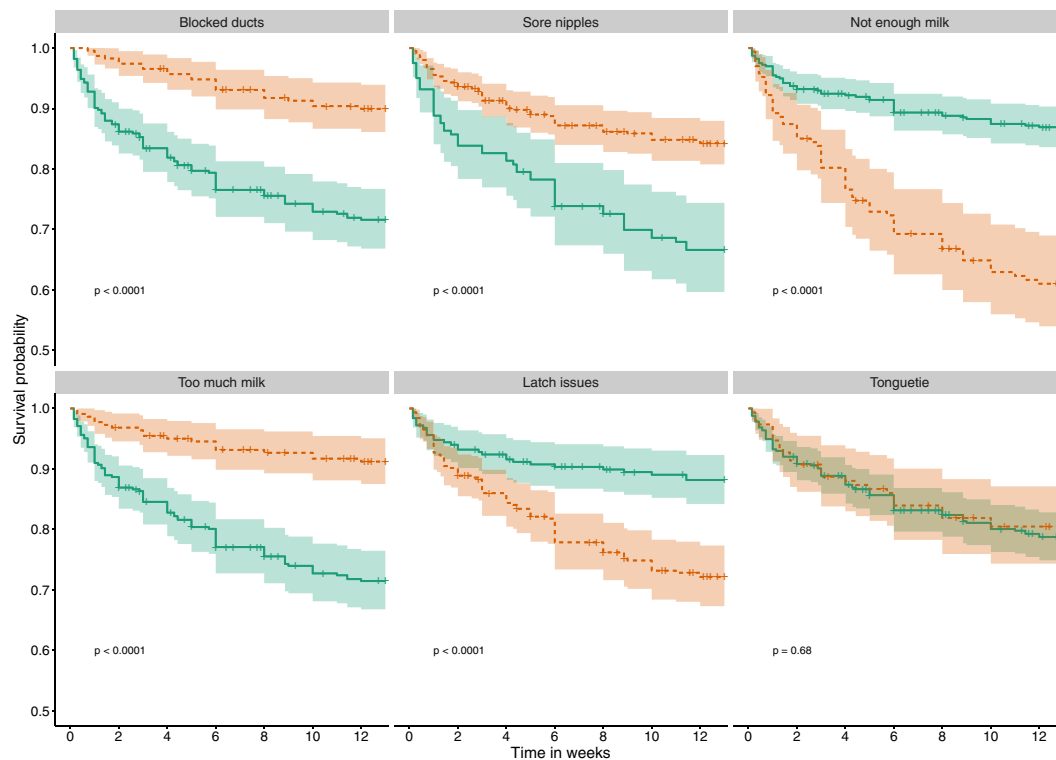 Blocked ducts
Sore nipples
Not enough milk
1.0
0.9
0.8
0.7
0.6
0.5
p < 0.0001
p < 0.0001
p < 0.0001
Survival probability
Too much milk
Latch issues
Tonguetie
1.0
0.9
0.8
0.7
0.6
0.5
p < 0.0001
p < 0.0001
p = 0.68
0 2 4 6 8 10 12
0 2 4 6 8 10 12
0 2 4 6 8 10 12
Time in weeks